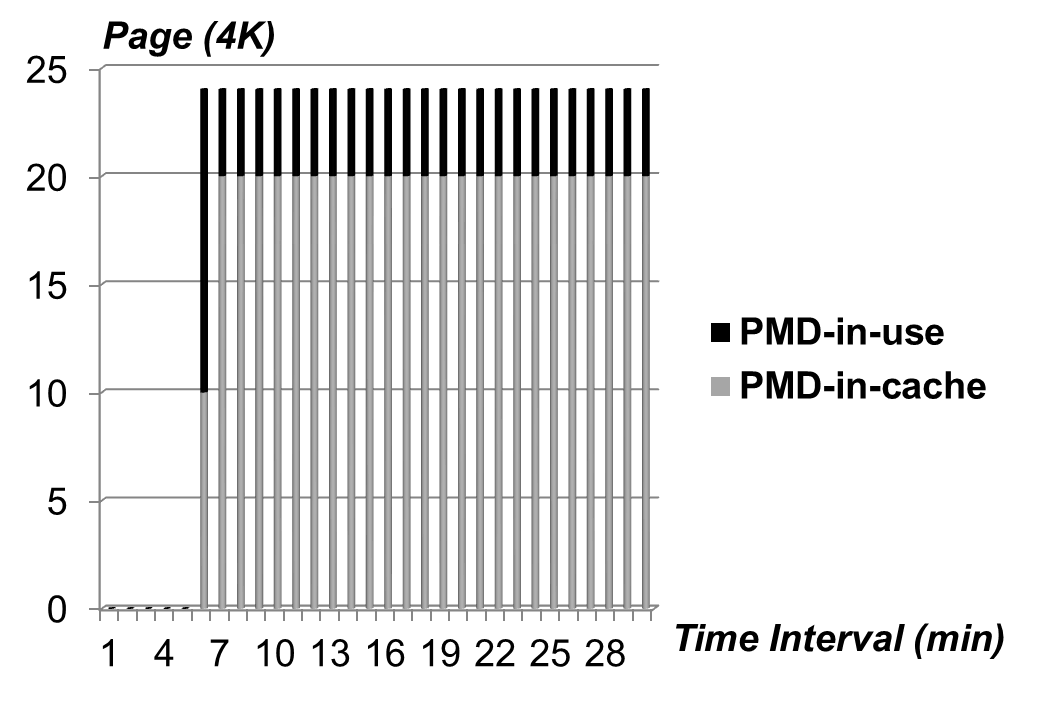 Page (4K)
25
20
15
10
5
0
1 4 7 10 13 16 19 22 25 28
Time Interval (min)
PMD-in-use
PMD-in-cache